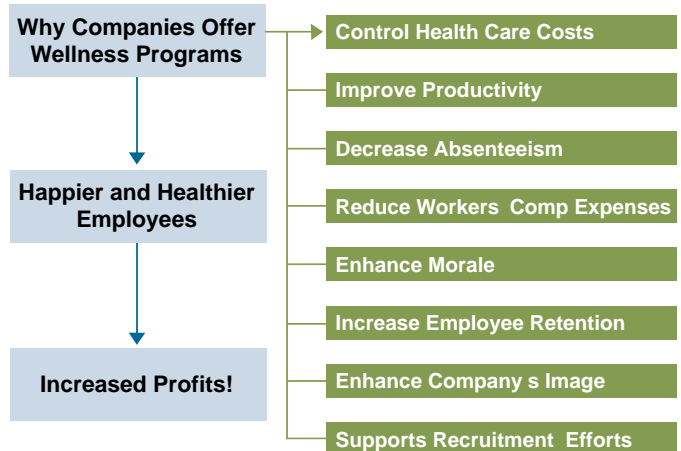 Why Companies Offer
Wellness Programs
Happier and Healthier
Employees
Increased Profits!
Control Health Care Costs
Improve Productivity
Decrease Absenteeism
Reduce Workers  Comp Expenses
Enhance Morale
Increase Employee Retention
Enhance Company s Image
Supports Recruitment  Efforts